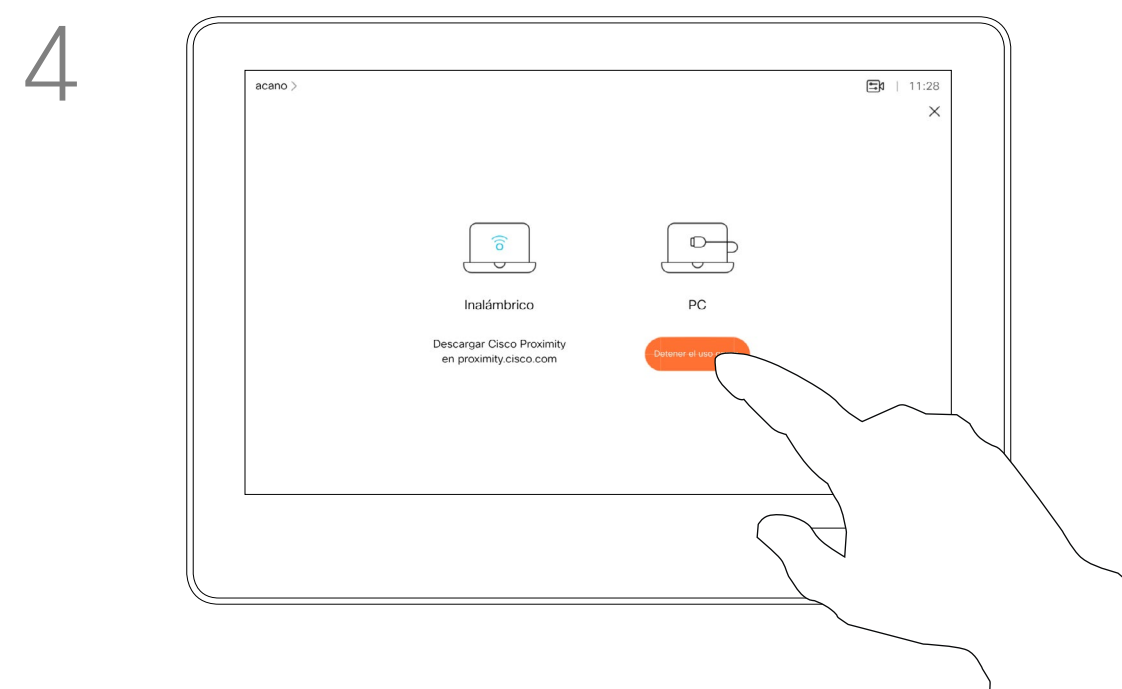 4
acano >
11:28
Inalámbrico
PC
Descargar Cisco Proximity
en proximity.cisco.com
Detener el uso